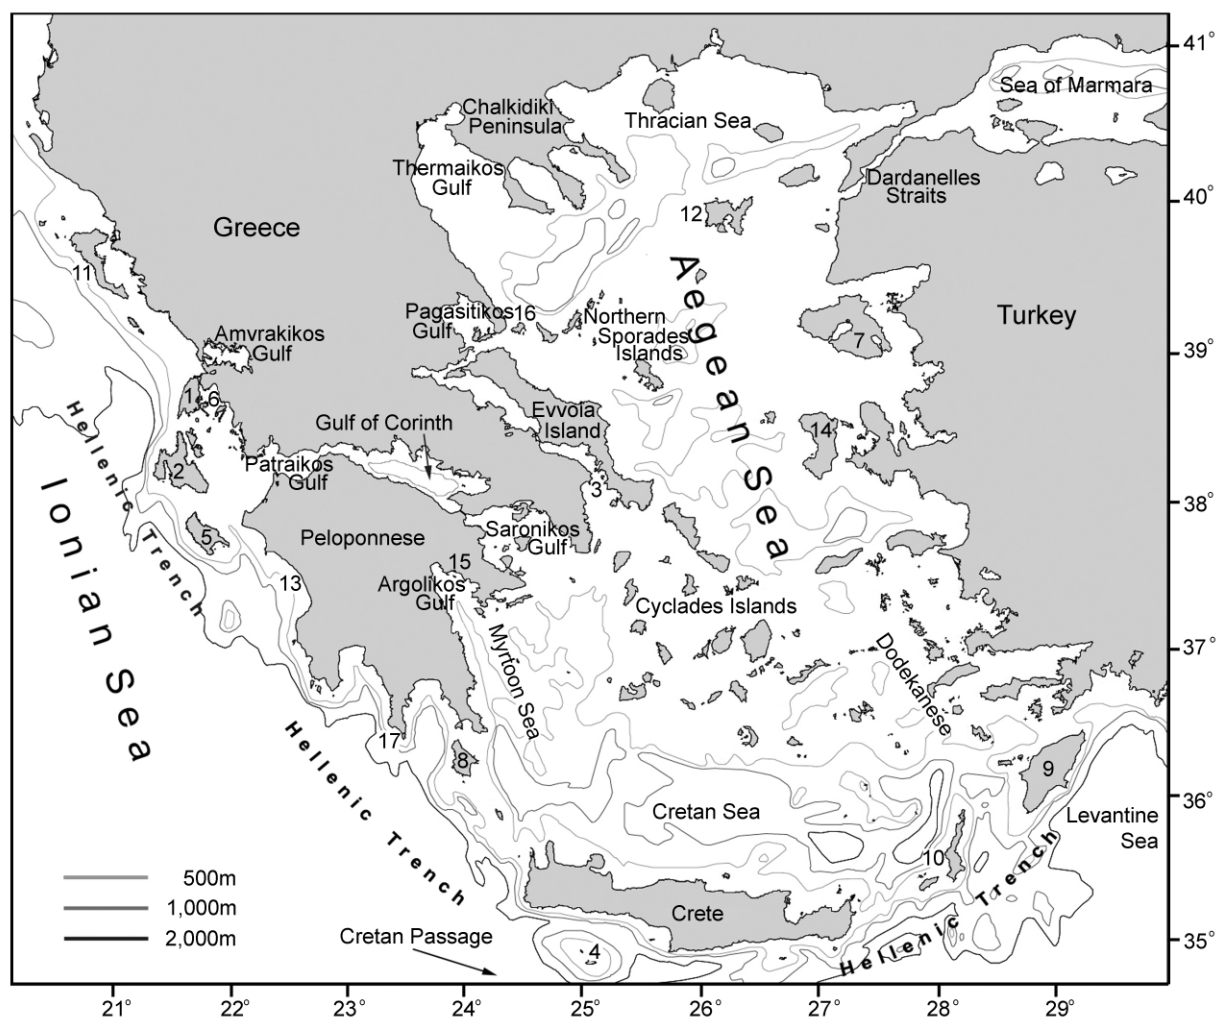 41°
Sea of Marmara
Chalkidiki
Peninsula
Thracian Sea
Thermaikos
Gulf
Dardanelles
Straits
40°
12
Greece
11
Aegean Sea
Pagasitikos
Gulf
16
Northern
Sporades
Islands
Turkey
7
Amvrakikos
Gulf
39°
1
6
Evvoia
Island
Gulf of Corinth
14
Hellenic Trench
2
Patraikos
Gulf
3
38°
Ionian Sea
5
Peloponnese
Saronikos
Gulf
13
15
Argolikos
Gulf
Cyclades Islands
Myrtoon Sea
Dodekanese
37°
17
8
9
Hellenic Trench
Cretan Sea
36°
Levantine
Sea
10
Hellenic Trench
500m
1,000m
2,000m
Crete
Cretan Passage
4
35°
21°
22°
23°
24°
25°
26°
27°
28°
29°